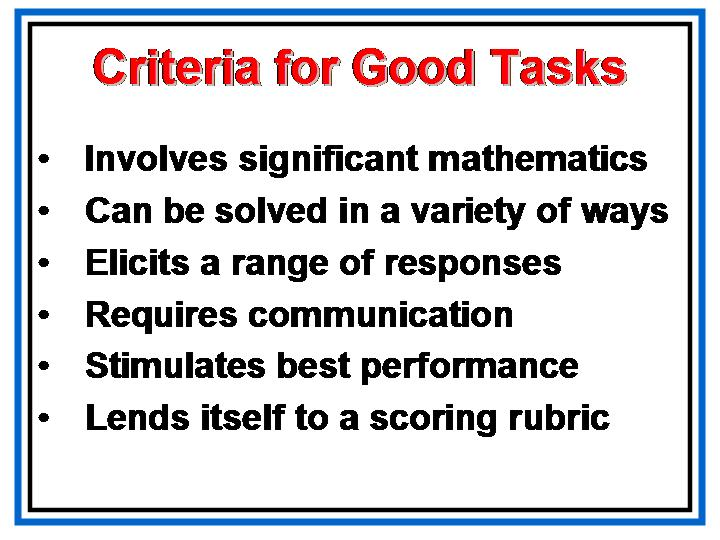 Criteria for Good Tasks
• Involves significant mathematics
• Can be solved in a variety of ways
• Elicits a range of responses
• Requires communication
• Stimulates best performance
• Lends itself to a scoring rubric